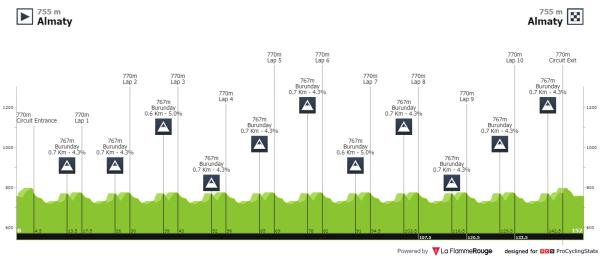 755 m
Almaty
755 m
Almaty
770m
Circuit Entrance
770m
Lap 1
770m
Lap 2
770m
Lap 3
770m
Lap 4
770m
Lap 5
770m
Lap 6
770m
Lap 7
770m
Lap 8
770m
Lap 9
770m
Lap 10
770m
Circuit Exit
767m
Burunday
0.7 Km - 4.3%
767m
Burunday
0.7 Km - 4.3%
767m
Burunday
0.6 Km - 5.0%
767m
Burunday
0.7 Km - 4.3%
767m
Burunday
0.7 Km - 4.3%
767m
Burunday
0.7 Km - 4.3%
767m
Burunday
0.6 Km - 5.0%
767m
Burunday
0.7 Km - 4.3%
767m
Burunday
0.7 Km - 4.3%
767m
Burunday
0.7 Km - 4.3%
767m
Burunday
0.7 Km - 4.3%
1200
1000
800
600
1200
1000
800
600
0
4.5
107.5
120.5
133.5
152
Powered by La FlammeRouge designed for PCS ProCyclingStats